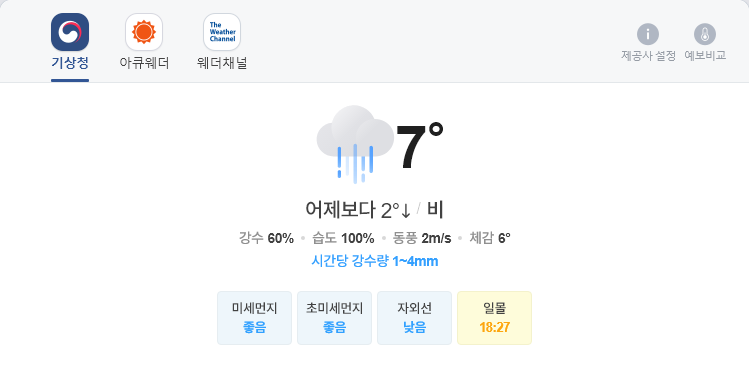 The
Weather
Channel
기상청 아큐웨더 웨더채널
제공사 설정 예보비교
7°
어제보다 2°↓ / 비
강수 60% • 습도 100% • 동풍 2m/s • 체감 6°
시간당 강수량 1~4mm
미세먼지 초미세먼지 자외선 일몰
좋음 좋음 낮음 18:27